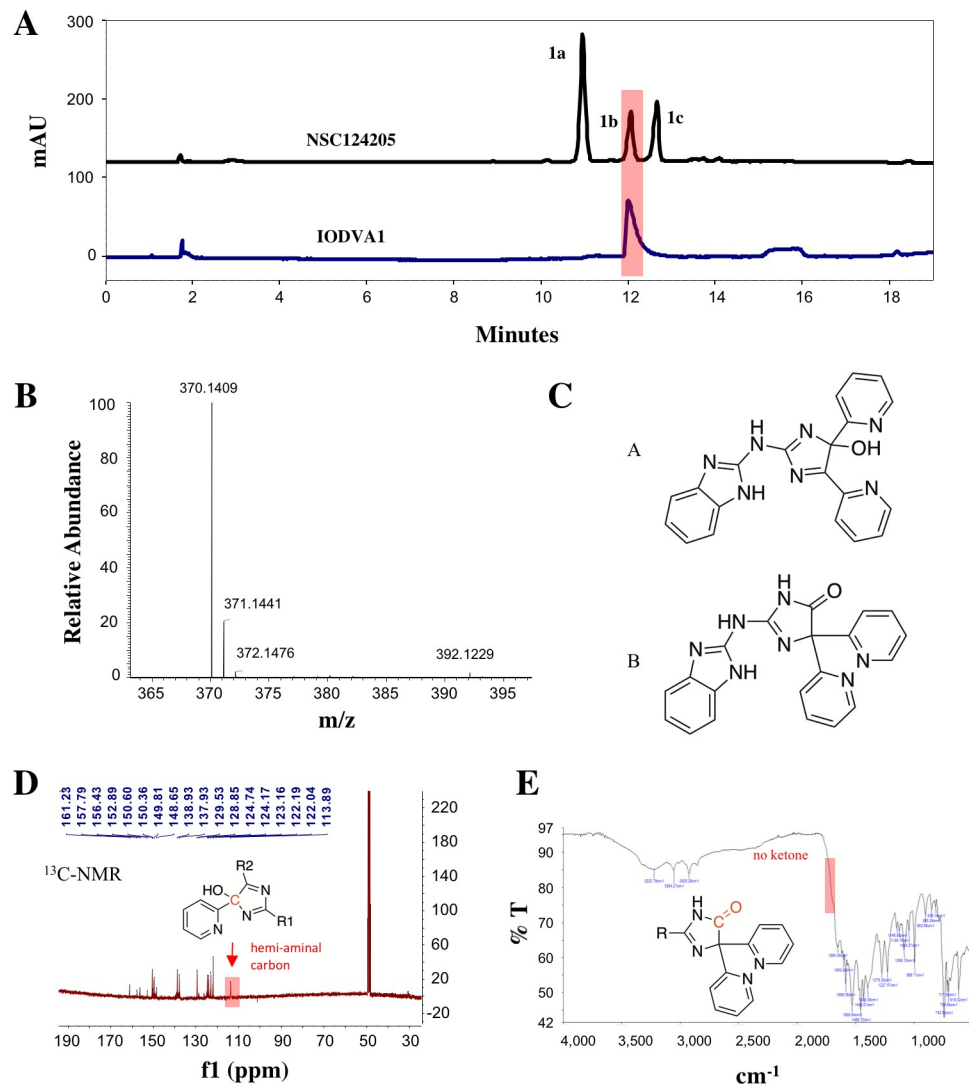 A
300
200
100
0
mAU
1a
1b
1c
NSC124205
IODVA1
0 2 4 6 8 10 12 14 16 18
Minutes
B
370.1409
371.1441
372.1476
392.1229
100
80
60
40
20
0
Relative Abundance
365 370 375 380 385 390 395
m/z
C
A
H
N
N
N
N
N
NH
OH
N
B
H
N
H
N
O
N
N
NH
N
N
D
161.23
157.79
156.43
152.89
150.60
150.36
149.81
148.65
138.93
137.93
129.53
128.85
124.74
124.17
123.16
122.19
122.04
113.89
13C-NMR
R2
HO
N
C
N
N
R1
hemi-aminal
carbon
220
180
140
100
60
20
-20
190 170 150 130 110 90 70 50 30
f1 (ppm)
E
97
90
80
70
60
50
42
% T
no ketone
HN
O
C
R
N
N
N
4,000 3,500 3,000 2,500 2,000 1,500 1,000
cm-1